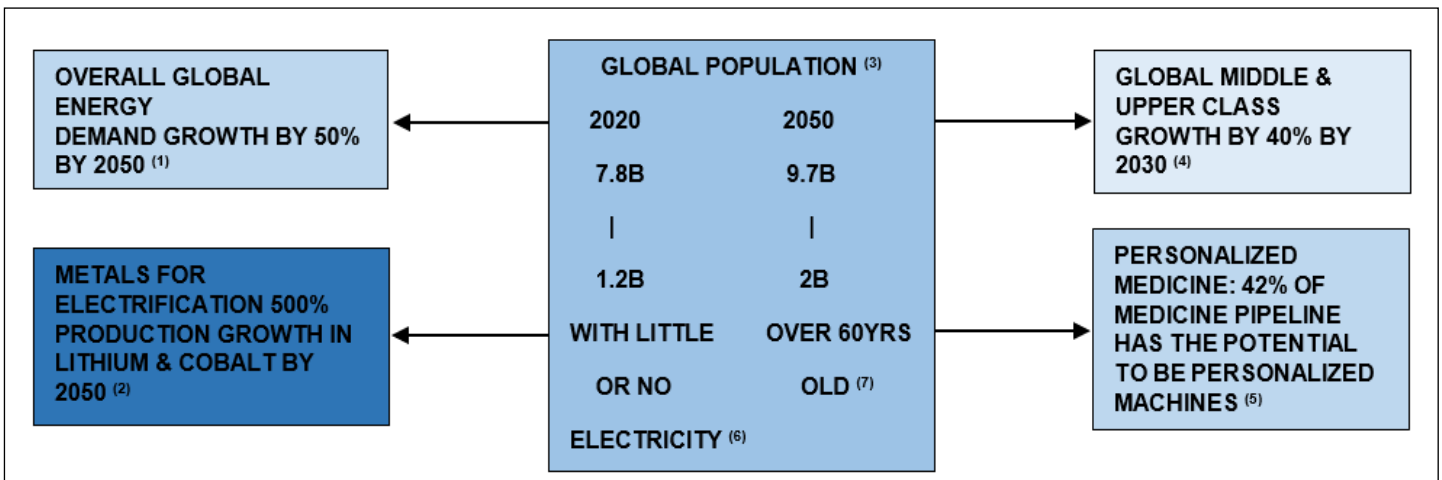 OVERALL GLOBAL
ENERGY
DEMAND GROWTH BY 50%
BY 2050 (1)
METALS FOR
ELECTRIFICATION 500%
PRODUCTION GROWTH IN
LITHIUM & COBALT BY
2050 (2)
GLOBAL POPULATION (3)
2020 2050
7.8B 9.7B
| |
1.2B 2B
WITH LITTLE OVER 60YRS
OR NO OLD (7)
ELECTRICITY (6)
GLOBAL MIDDLE &
UPPER CLASS
GROWTH BY 40% BY
2030 (4)
PERSONALIZED
MEDICINE: 42% OF
MEDICINE PIPELINE
HAS THE POTENTIAL
TO BE PERSONALIZED
MACHINES (5)